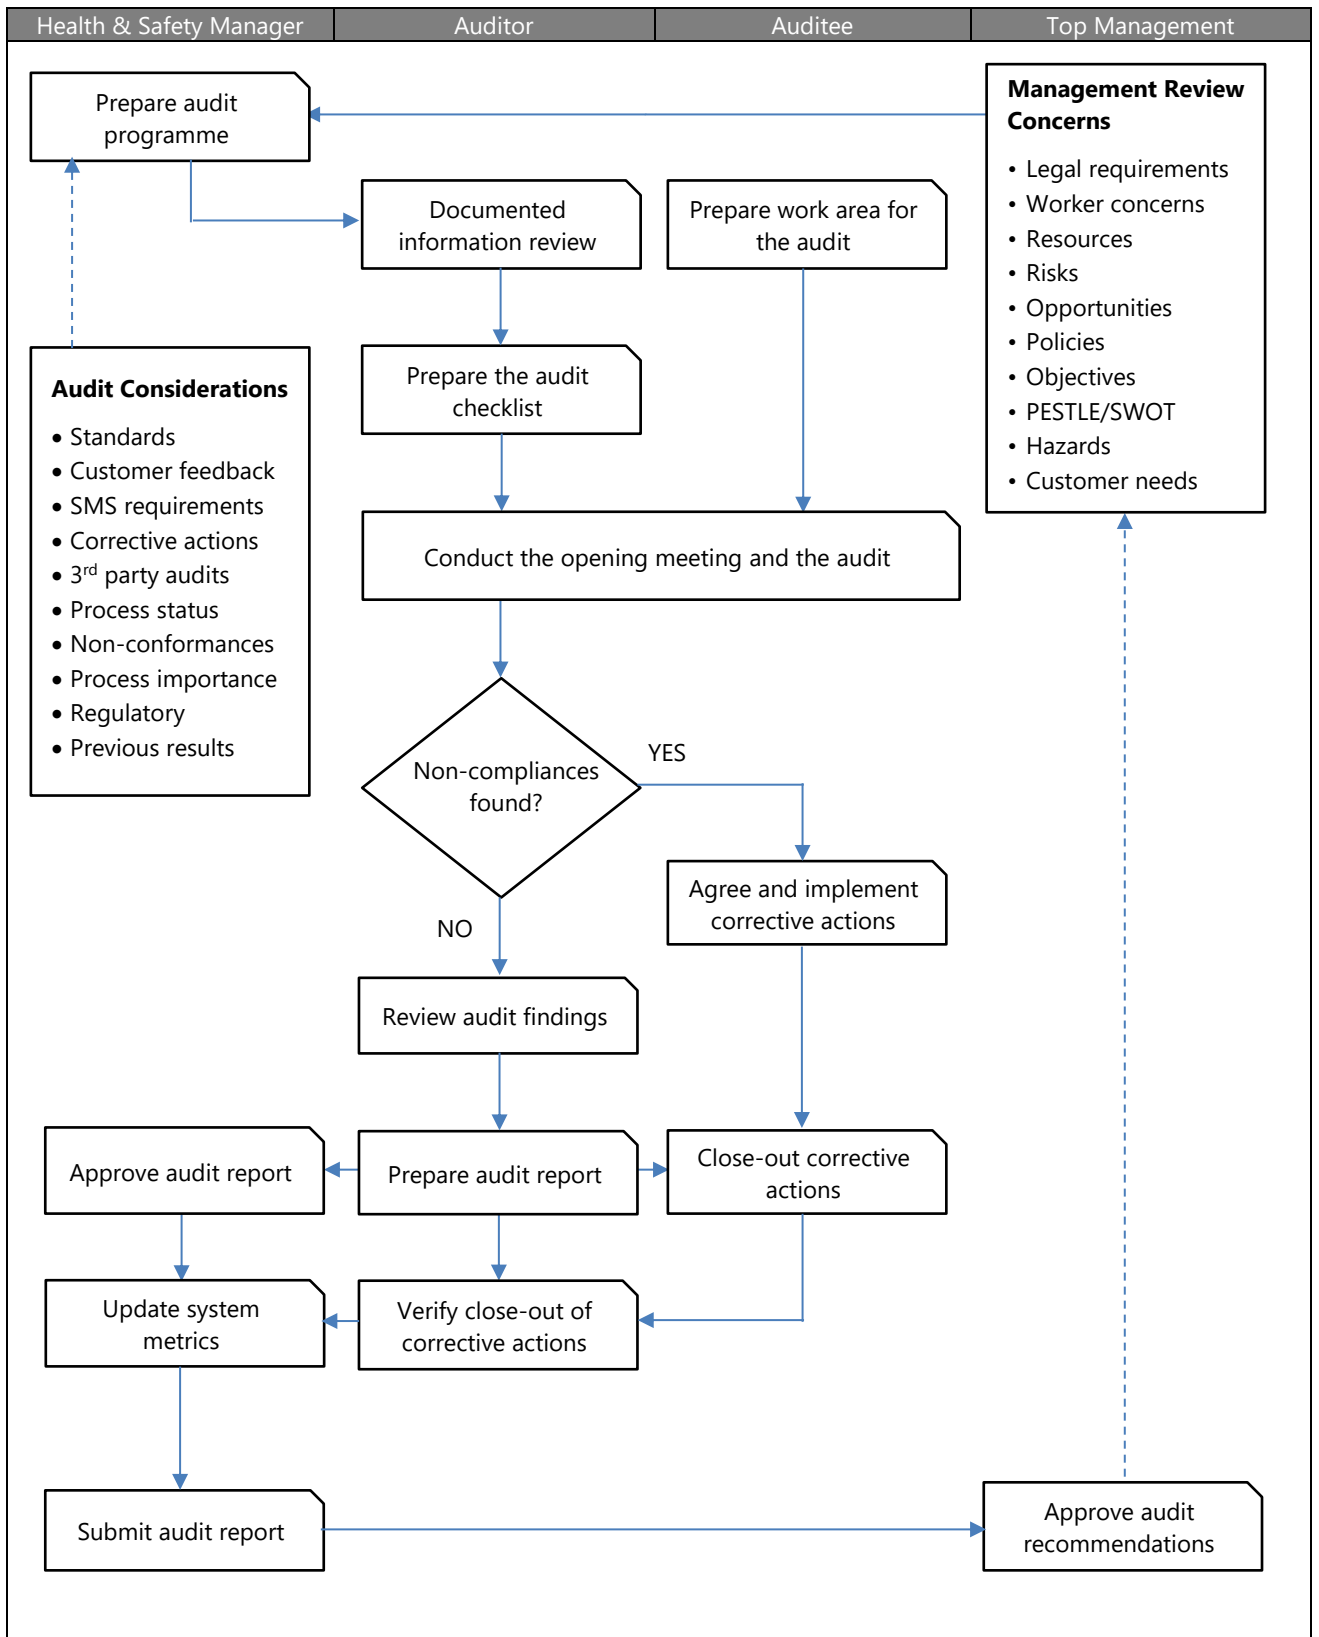 Health & Safety Manager
Auditor
Auditee
Top Management
Prepare audit
programme
Management Review
Concerns
• Legal requirements
• Worker concerns
• Resources
• Risks
• Opportunities
• Policies
• Objectives
• PESTLE/SWOT
• Hazards
• Customer needs
Documented
information review
Prepare work area for
the audit
Audit Considerations
• Standards
• Customer feedback
• SMS requirements
• Corrective actions
• 3rd party audits
• Process status
• Non-conformances
• Process importance
• Regulatory
• Previous results
Prepare the audit
checklist
Conduct the opening meeting and the audit
Non-compliances
found?
YES
NO
Agree and implement
corrective actions
Review audit findings
Approve audit report
Prepare audit report
Close-out corrective
actions
Update system
metrics
Verify close-out of
corrective actions
Submit audit report
Approve audit
recommendations